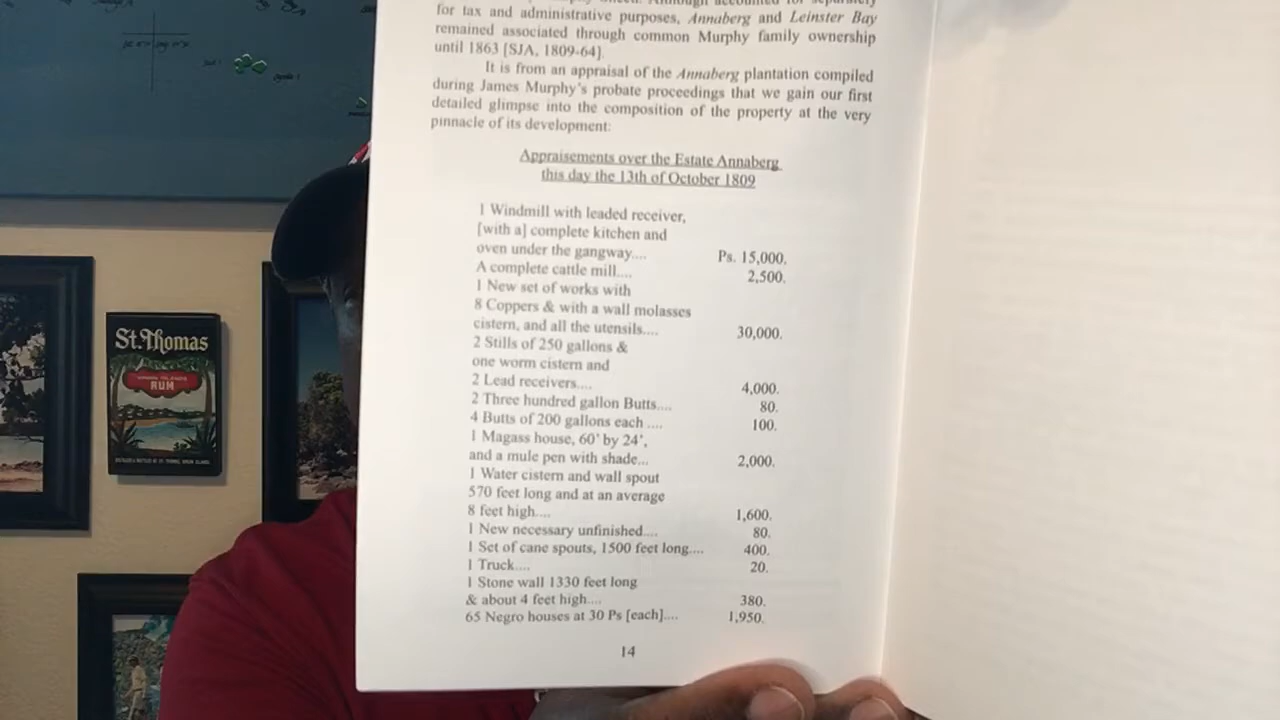 for tax and administrative purposes, Annaberg and Leinster Bay
remained associated through common Murphy family ownership
until 1863 [SJA, 1809-64].
It is from an appraisal of the Annaberg plantation compiled
during James Murphy's probate proceedings that we gain our first
detailed glimpse into the composition of the property at the very
pinnacle of its development:
Appraisements over the Estate Annaberg
this day the 13th of October 1809
1 Windmill with leaded receiver,
[with a] complete kitchen and
oven under the gangway.... Ps. 15,000.
A complete cattle mill.... 2,500.
1 New set of works with
8 Coppers & with a wall molasses
cistern, and all the utensils.... 30,000.
2 Stills of 250 gallons &
one worm cistern and
2 Lead receivers.... 4,000.
2 Three hundred gallon Butts.... 80.
4 Butts of 200 gallons each .... 100.
1 Magass house, 60' by 24',
and a mule pen with shade... 2,000.
1 Water cistern and wall spout
570 feet long and at an average
8 feet high.... 1,600.
1 New necessary unfinished.... 80.
1 Set of cane spouts, 1500 feet long.... 400.
1 Truck.... 20.
1 Stone wall 1330 feet long
& about 4 feet high.... 380.
65 Negro houses at 30 Ps [each].... 1,950.
14
St. Thomas
VIRGIN ISLANDS
RUM